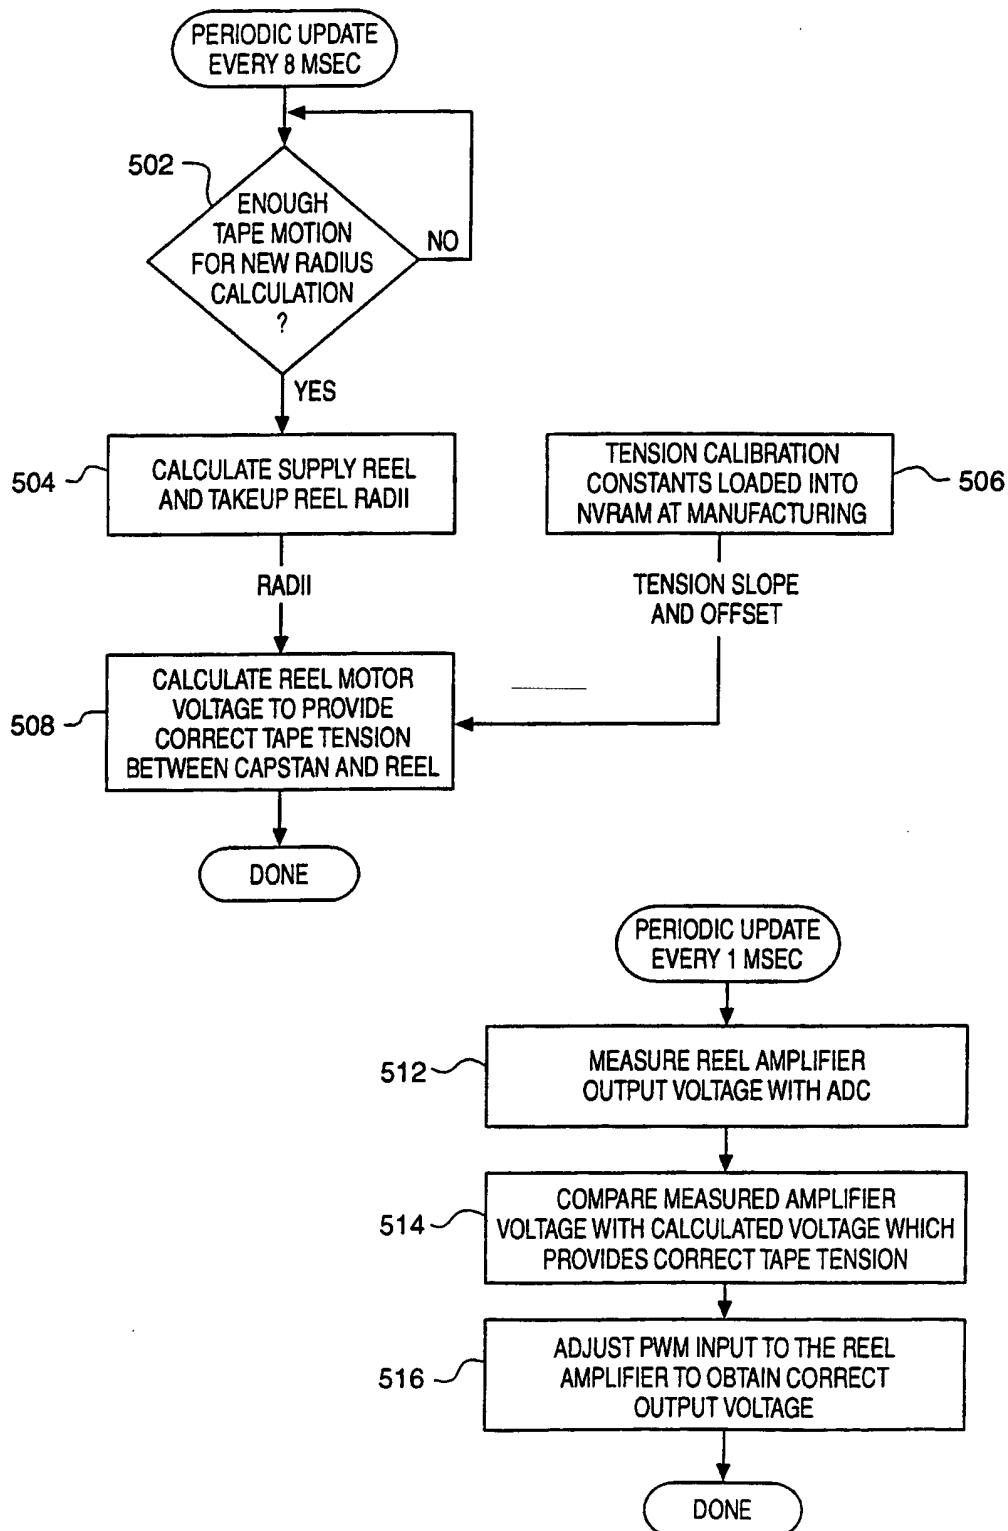 PERIODIC UPDATE
EVERY 8 MSEC
502
ENOUGH
TAPE MOTION
FOR NEW RADIUS
CALCULATION
?
NO
YES
504
CALCULATE SUPPLY REEL
AND TAKEUP REEL RADII
TENSION CALIBRATION
CONSTANTS LOADED INTO
NVRAM AT MANUFACTURING
506
RADII
TENSION SLOPE
AND OFFSET
508
CALCULATE REEL MOTOR
VOLTAGE TO PROVIDE
CORRECT TAPE TENSION
BETWEEN CAPSTAN AND REEL
DONE
PERIODIC UPDATE
EVERY 1 MSEC
512
MEASURE REEL AMPLIFIER
OUTPUT VOLTAGE WITH ADC
514
COMPARE MEASURED AMPLIFIER
VOLTAGE WITH CALCULATED VOLTAGE WHICH
PROVIDES CORRECT TAPE TENSION
516
ADJUST PWM INPUT TO THE REEL
AMPLIFIER TO OBTAIN CORRECT
OUTPUT VOLTAGE
DONE